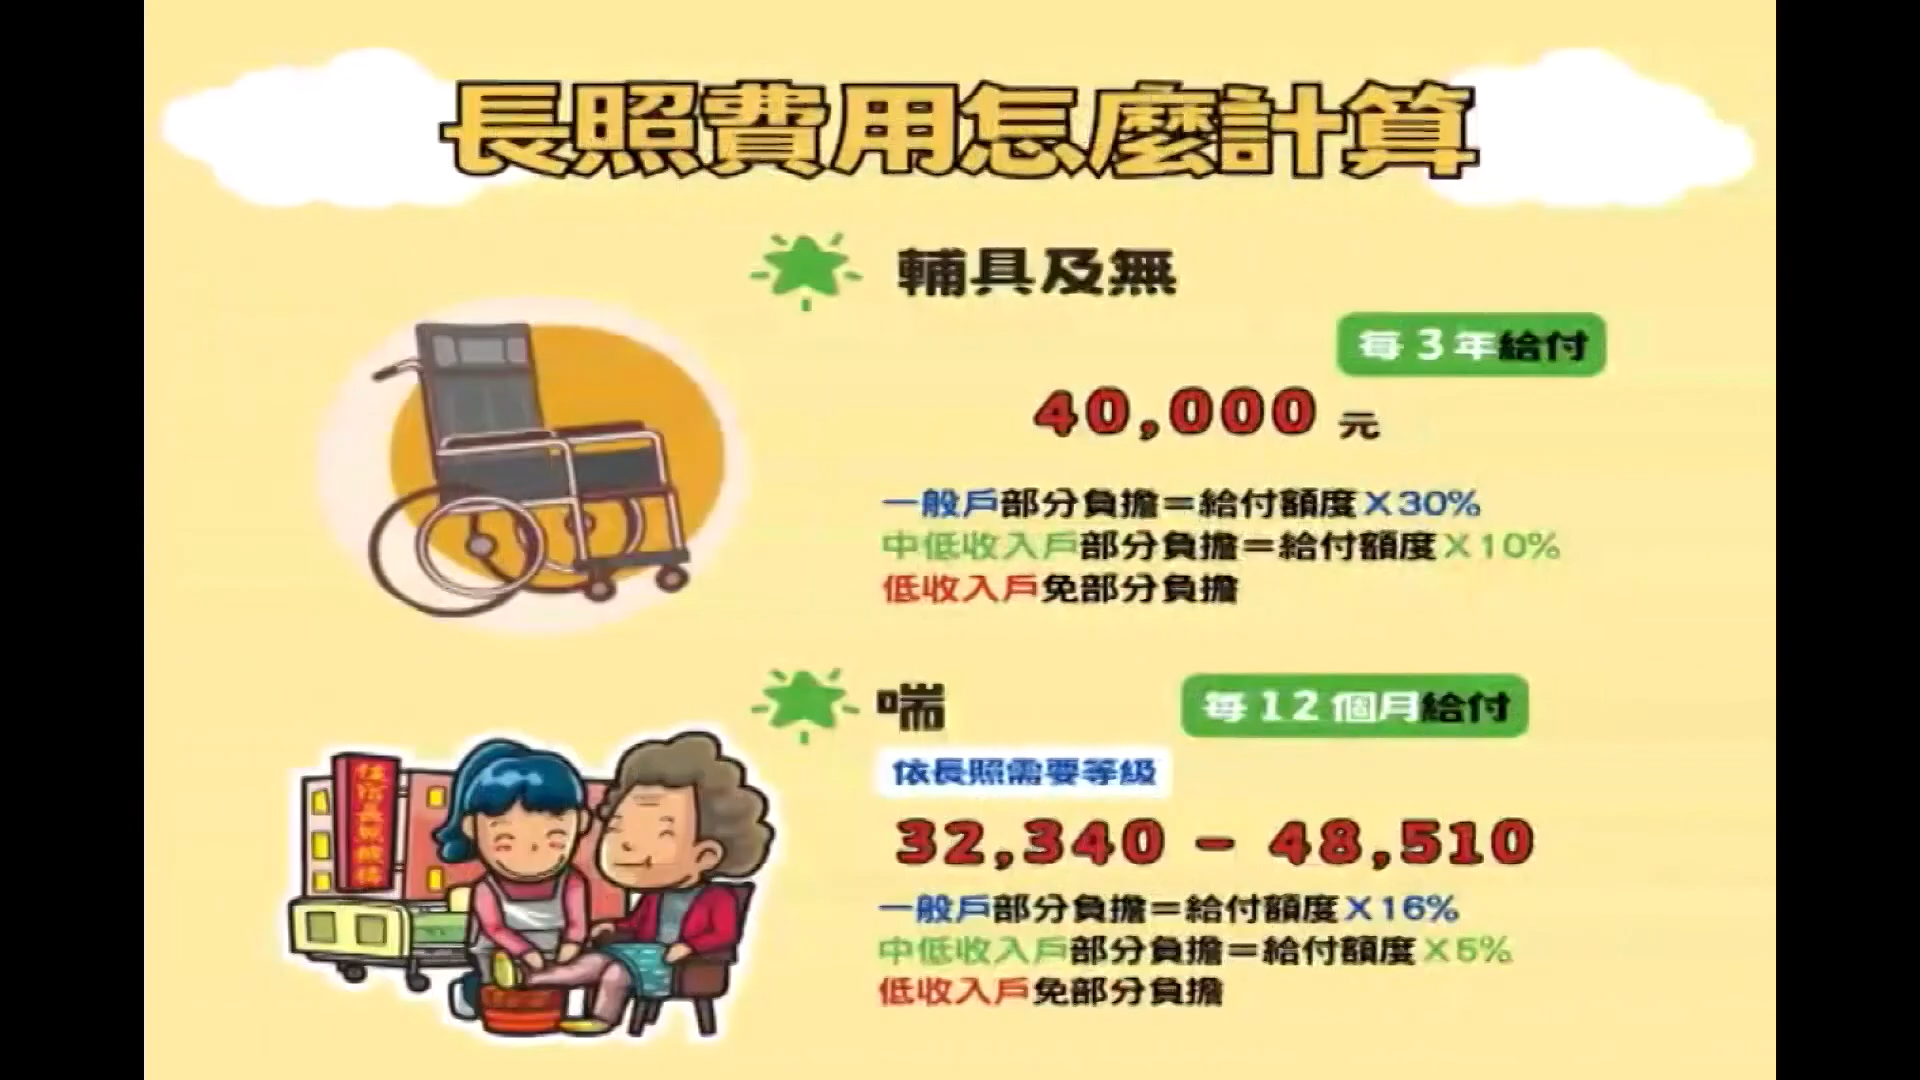 長照費用怎麼計算
輔具及無
每3年給付
40,000 元
一般戶部分負擔=給付額度X30%
中低收入戶部分負擔=給付額度X10%
低收入戶免部分負擔
喘
每12個月給付
依長照需要等級
32,340 - 48,510
一般戶部分負擔=給付額度X16%
中低收入戶部分負擔=給付額度X5%
低收入戶免部分負擔